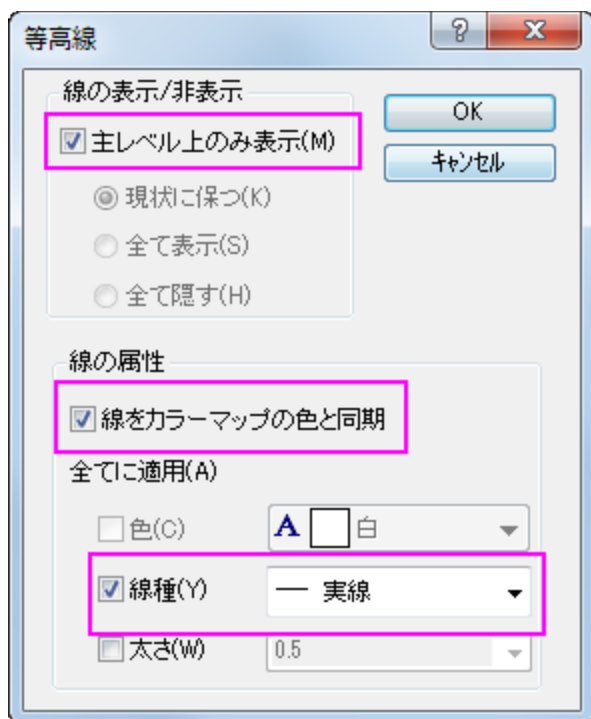 等高線
線の表示/非表示
主レベル上のみ表示(M)
現状に保つ(K)
全て表示(S)
全て隠す(H)
OK
キャンセル
線の属性
線をカラーマップの色と同期
全てに適用(A)
色(C) A 白
線種(Y) 実線
太さ(W) 0.5